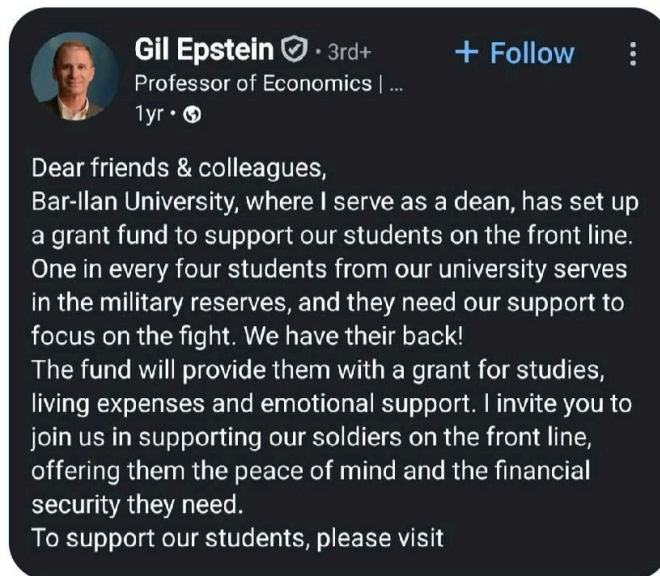 Gil Epstein · 3rd+
+ Follow
Professor of Economics | ...
1yr •
Dear friends & colleagues,
Bar-Ilan University, where I serve as a dean, has set up
a grant fund to support our students on the front line.
One in every four students from our university serves
in the military reserves, and they need our support to
focus on the fight. We have their back!
The fund will provide them with a grant for studies,
living expenses and emotional support. I invite you to
join us in supporting our soldiers on the front line,
offering them the peace of mind and the financial
security they need.
To support our students, please visit